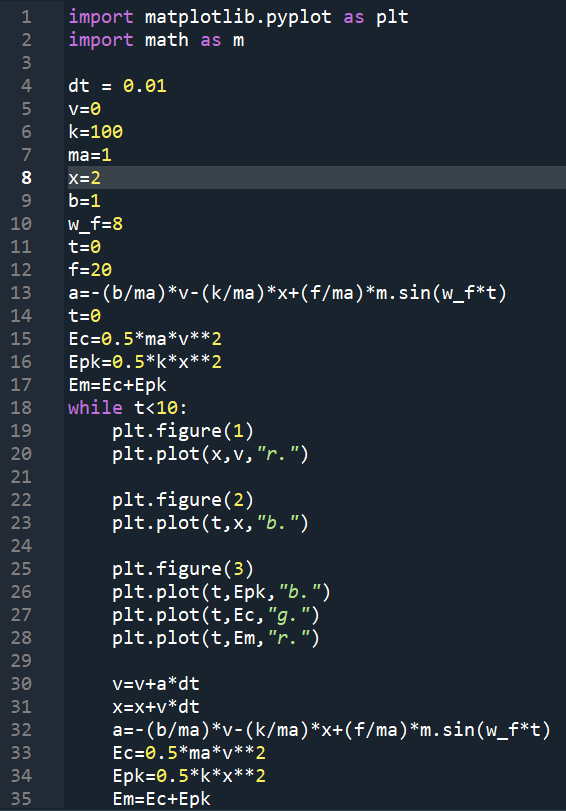 1 import matplotlib.pyplot as plt
2 import math as m
3
4 dt = 0.01
5 v=0
6 k=100
7 ma=1
8 x=2
9 b=1
10 w_f=8
11 t=0
12 f=20
13 a=-(b/ma)*v-(k/ma)*x+(f/ma)*m.sin(w_f*t)
14 t=0
15 Ec=0.5*ma*v**2
16 Epk=0.5*k*x**2
17 Em=Ec+Epk
18 while t<10:
19     plt.figure(1)
20     plt.plot(x,v,"r.")
21
22     plt.figure(2)
23     plt.plot(t,x,"b.")
24
25     plt.figure(3)
26     plt.plot(t,Epk,"b.")
27     plt.plot(t,Ec,"g.")
28     plt.plot(t,Em,"r.")
29
30     v=v+a*dt
31     x=x+v*dt
32     a=-(b/ma)*v-(k/ma)*x+(f/ma)*m.sin(w_f*t)
33     Ec=0.5*ma*v**2
34     Epk=0.5*k*x**2
35     Em=Ec+Epk